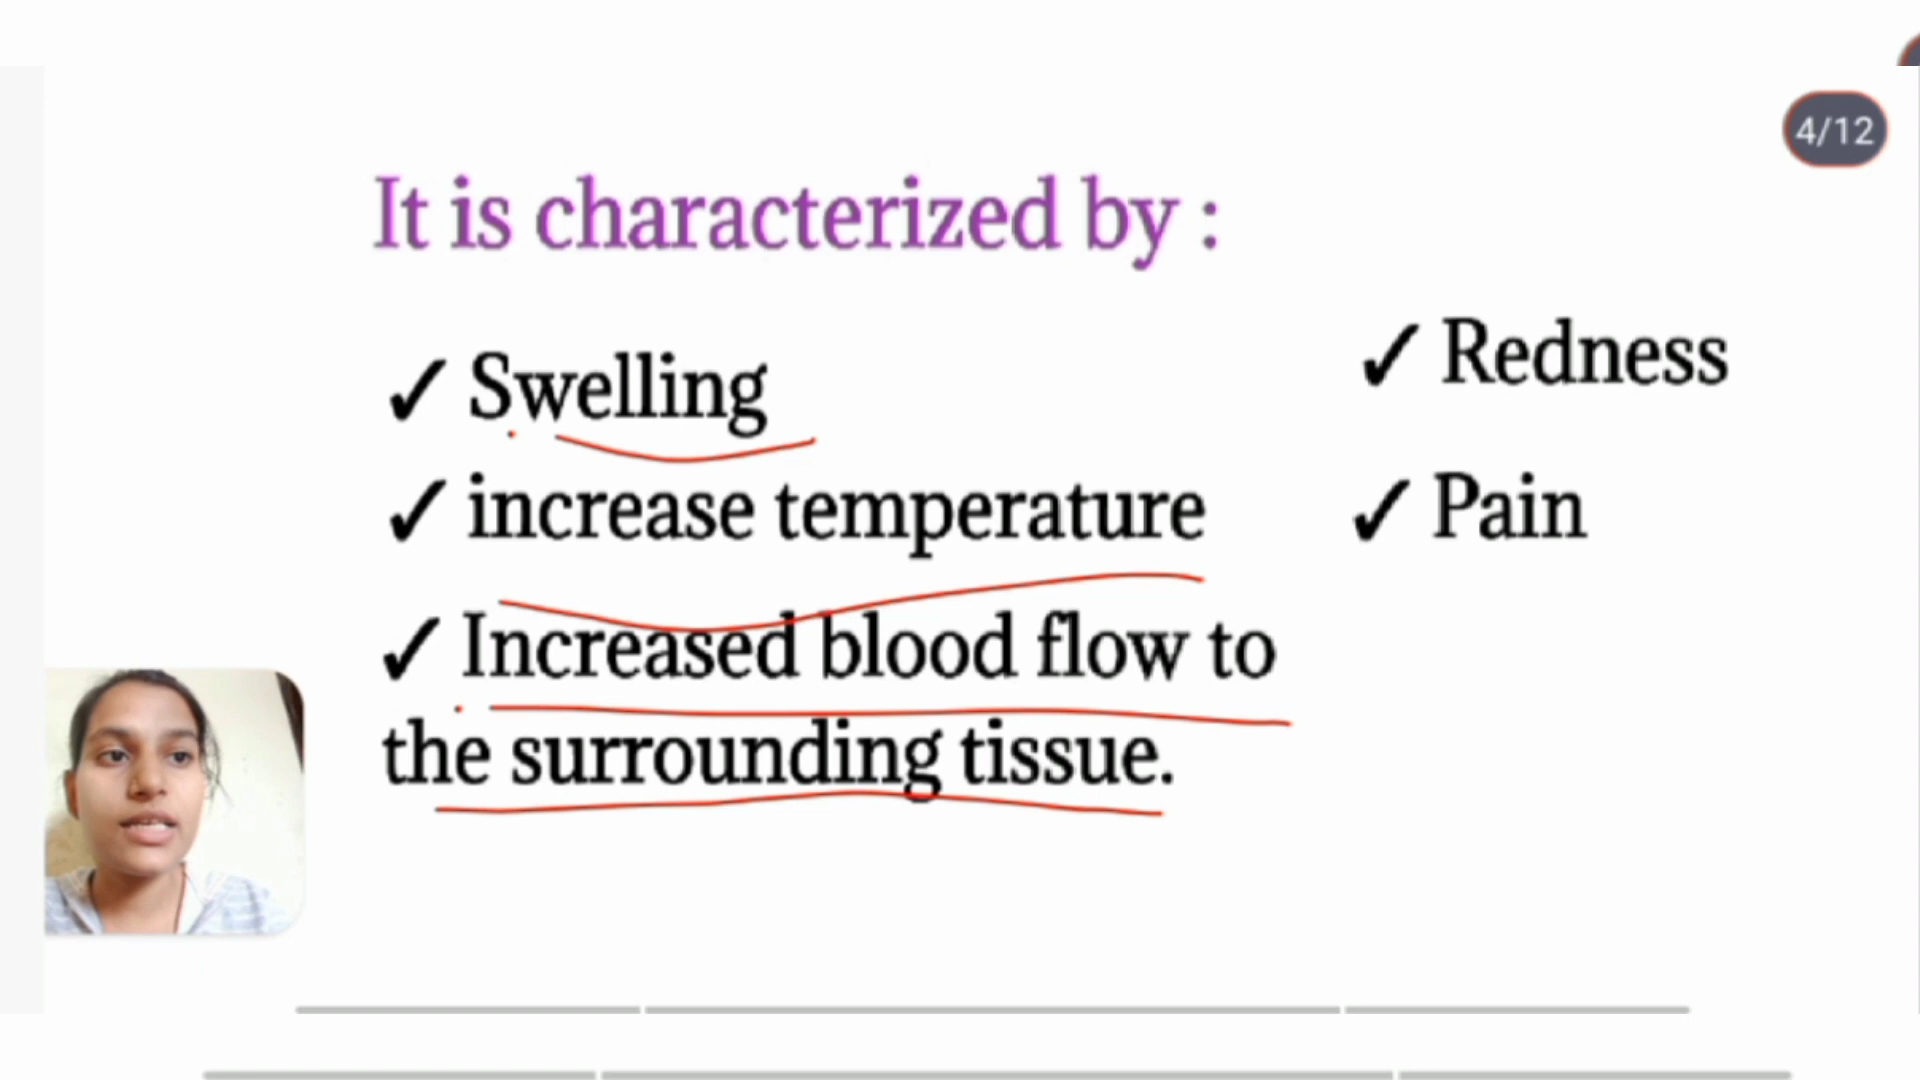 4/12
It is characterized by :
✓ Swelling
✓ increase temperature
✓ Increased blood flow to
the surrounding tissue.
✓ Redness
✓ Pain